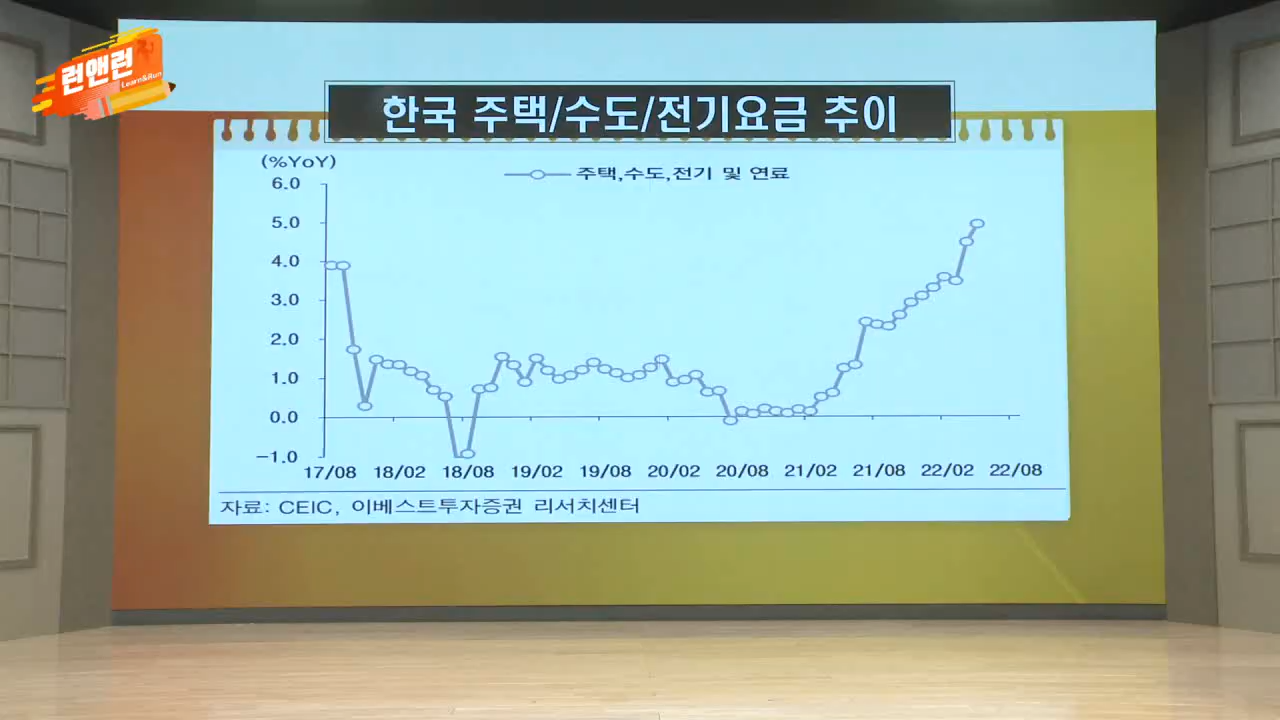 런앤런
Learn&Run
한국 주택/수도/전기요금 추이
(%YoY)
주택,수도,전기 및 연료
6.0
5.0
4.0
3.0
2.0
1.0
0.0
-1.0
17/08 18/02 18/08 19/02 19/08 20/02 20/08 21/02 21/08 22/02 22/08
자료: CEIC, 이베스트투자증권 리서치센터